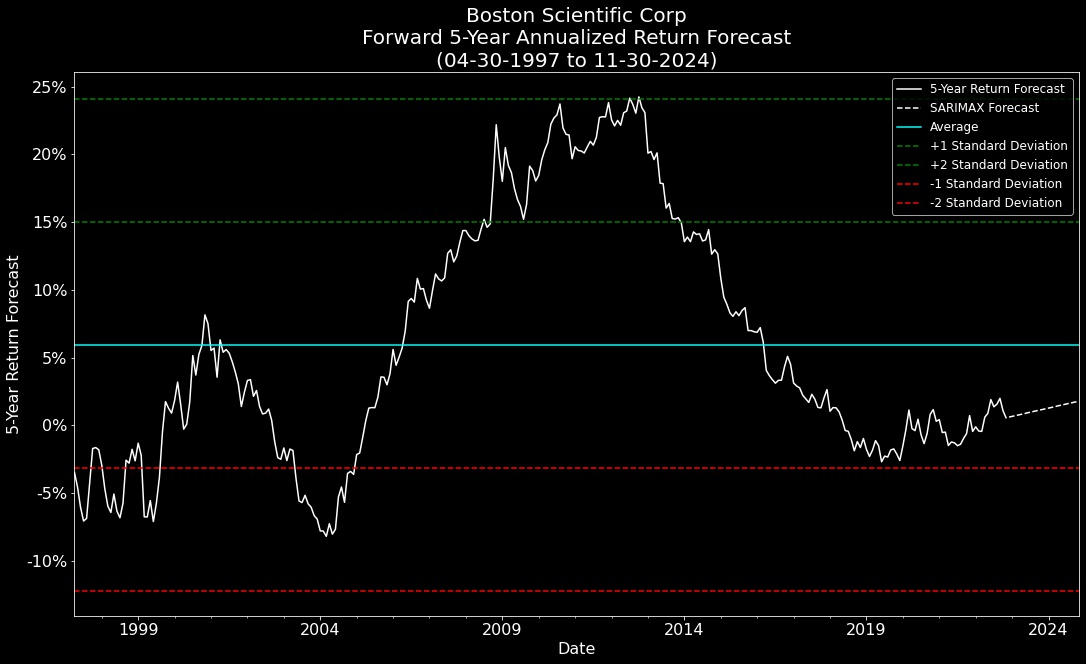 Boston Scientific Corp
Forward 5-Year Annualized Return Forecast
(04-30-1997 to 11-30-2024)
5-Year Return Forecast
25%
20%
15%
10%
5%
0%
-5%
-10%
5-Year Return Forecast
SARIMAX Forecast
Average
+1 Standard Deviation
+2 Standard Deviation
-1 Standard Deviation
-2 Standard Deviation
1999 2004 2009 2014 2019 2024
Date